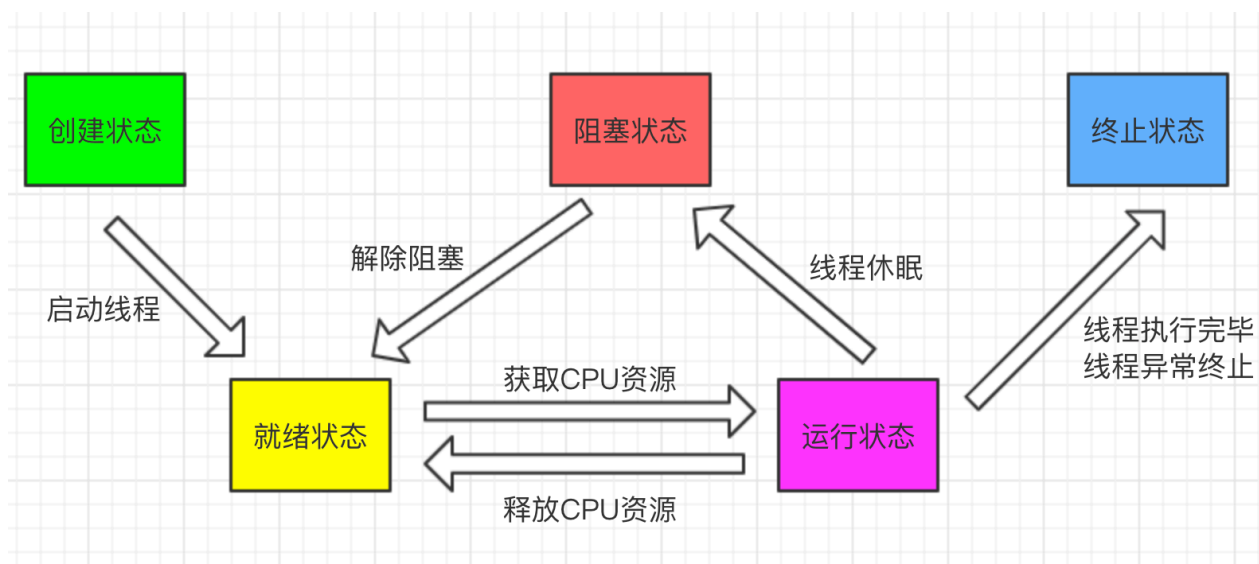 创建状态
阻塞状态
终止状态
解除阻塞
线程休眠
启动线程
线程执行完毕
线程异常终止
获取CPU资源
就绪状态
运行状态
释放CPU资源